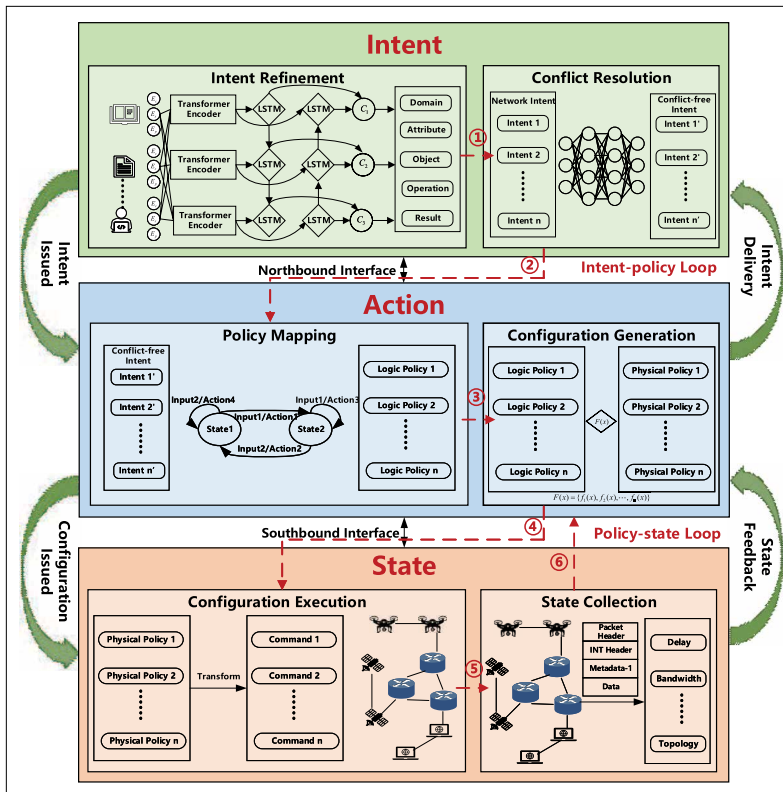 Intent
Intent Refinement
Transformer
Encoder
LSTM
LSTM
C1
Transformer
Encoder
LSTM
LSTM
C2
Transformer
Encoder
LSTM
LSTM
C3
Domain
Attribute
Object
Operation
Result
①
Conflict Resolution
Network Intent
Intent 1
Intent 2
Intent n
Conflict-free
Intent
Intent 1'
Intent 2'
Intent n'
Intent
Issued
Intent
Delivery
Northbound Interface
②
Intent-policy Loop
Action
Policy Mapping
Conflict-free
Intent
Intent 1'
Intent 2'
Intent n'
Input2/Action4
Input1/Action3
Input1/Action1
State1
State2
Input2/Action2
Logic Policy 1
Logic Policy 2
Logic Policy n
③
Configuration Generation
Logic Policy 1
Logic Policy 2
Logic Policy n
F(x)
Physical Policy 1
Physical Policy 2
Physical Policy n
Configuration
Issued
State
Feedback
Southbound Interface
④
⑥
Policy-state Loop
State
Configuration Execution
Physical Policy 1
Physical Policy 2
Physical Policy n
Transform
Command 1
Command 2
Command n
⑤
State Collection
Packet
Header
INT Header
Metadata-1
Data
Delay
Bandwidth
Topology